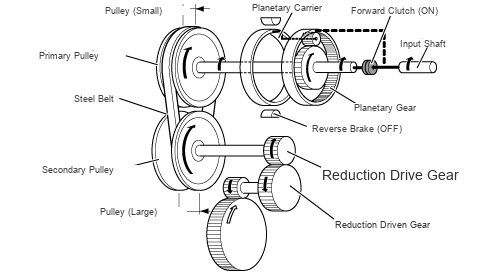 Pulley (Small)
Planetary Carrier
Forward Clutch (ON)
Input Shaft
Primary Pulley
Steel Belt
Planetary Gear
Reverse Brake (OFF)
Secondary Pulley
Reduction Drive Gear
Pulley (Large)
Reduction Driven Gear